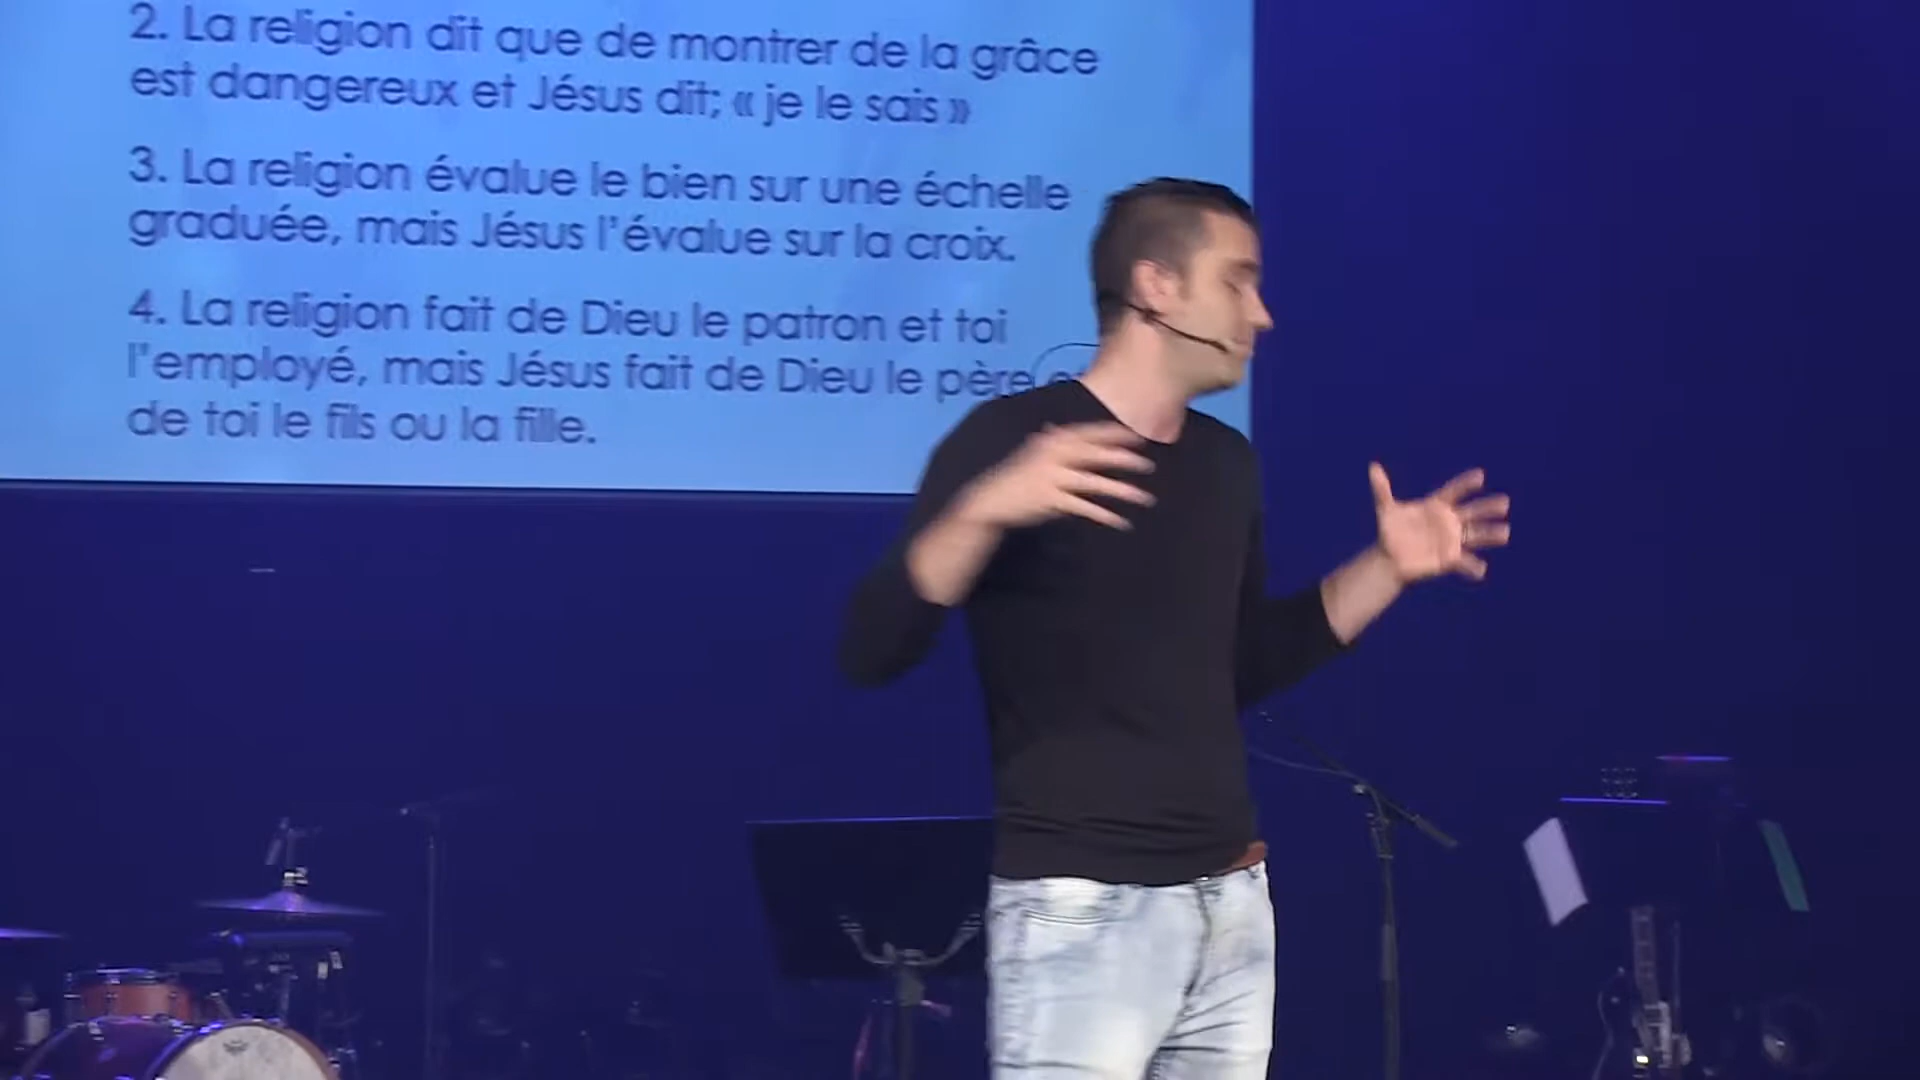 2. La religion dit que de montrer de la grâce
est dangereux et Jésus dit; « je le sais »
3. La religion évalue le bien sur une échelle
graduée, mais Jésus l'évalue sur la croix.
4. La religion fait de Dieu le patron et toi
l'employé, mais Jésus fait de Dieu le père
de toi le fils ou la fille.